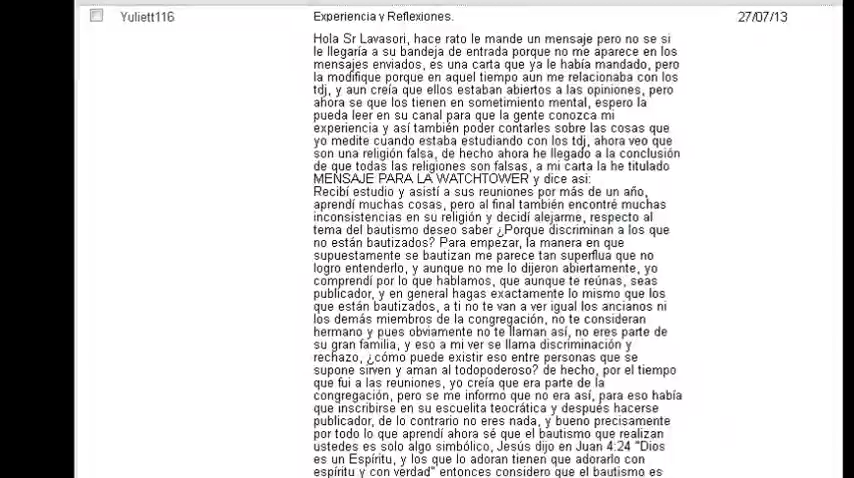 Yuliett116 Experiencia y Reflexiones. 27/07/13
Hola Sr Lavasori, hace rato le mande un mensaje pero no se si
le llegaría a su bandeja de entrada porque no me aparece en los
mensajes enviados, es una carta que ya le había mandado, pero
la modifique porque en aquel tiempo aun me relacionaba con los
tdj, y aun creía que ellos estaban abiertos a las opiniones, pero
ahora se que los tienen en sometimiento mental, espero la
pueda leer en su canal para que la gente conozca mi
experiencia y así también poder contarles sobre las cosas que
yo medite cuando estaba estudiando con los tdj, ahora veo que
son una religión falsa, de hecho ahora he llegado a la conclusión
de que todas las religiones son falsas, a mi carta la he titulado
MENSAJE PARA LA WATCHTOWER y dice asi:
Recibí estudio y asistí a sus reuniones por más de un año,
aprendí muchas cosas, pero al final también encontré muchas
inconsistencias en su religión y decidí alejarme, respecto al
tema del bautismo deseo saber ¿Porque discriminan a los que
no están bautizados? Para empezar, la manera en que
supuestamente se bautizan me parece tan superflua que no
logro entenderlo, y aunque no me lo dijeron abiertamente, yo
comprendí por lo que hablamos, que aunque te reúnas, seas
publicador, y en general hagas exactamente lo mismo que los
que están bautizados, a ti no te van a ver igual los ancianos ni
los demás miembros de la congregación, no te consideran
hermano y pues obviamente no te llaman así, no eres parte de
su gran familia, y eso a mi ver se llama discriminación y
rechazo, ¿cómo puede existir eso entre personas que se
supone sirven y aman al todopoderoso? de hecho, por el tiempo
que fui a las reuniones, yo creía que era parte de la
congregación, pero se me informo que no era así, para eso había
que inscribirse en su escuelita teocrática y después hacerse
publicador, de lo contrario no eres nada, y bueno precisamente
por todo lo que aprendí ahora sé que el bautismo que realizan
ustedes es solo algo simbólico, Jesús dijo en Juan 4:24 "Dios
es un Espíritu, y los que lo adoran tienen que adorarlo con
espíritu y con verdad" entonces considero que el bautismo es